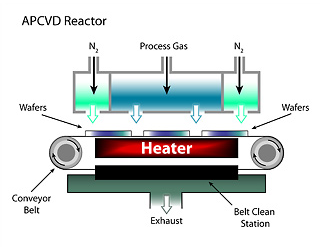 APCVD Reactor
N2 Process Gas N2
Wafers Wafers
Heater
Conveyor
Belt
Exhaust
Belt Clean
Station